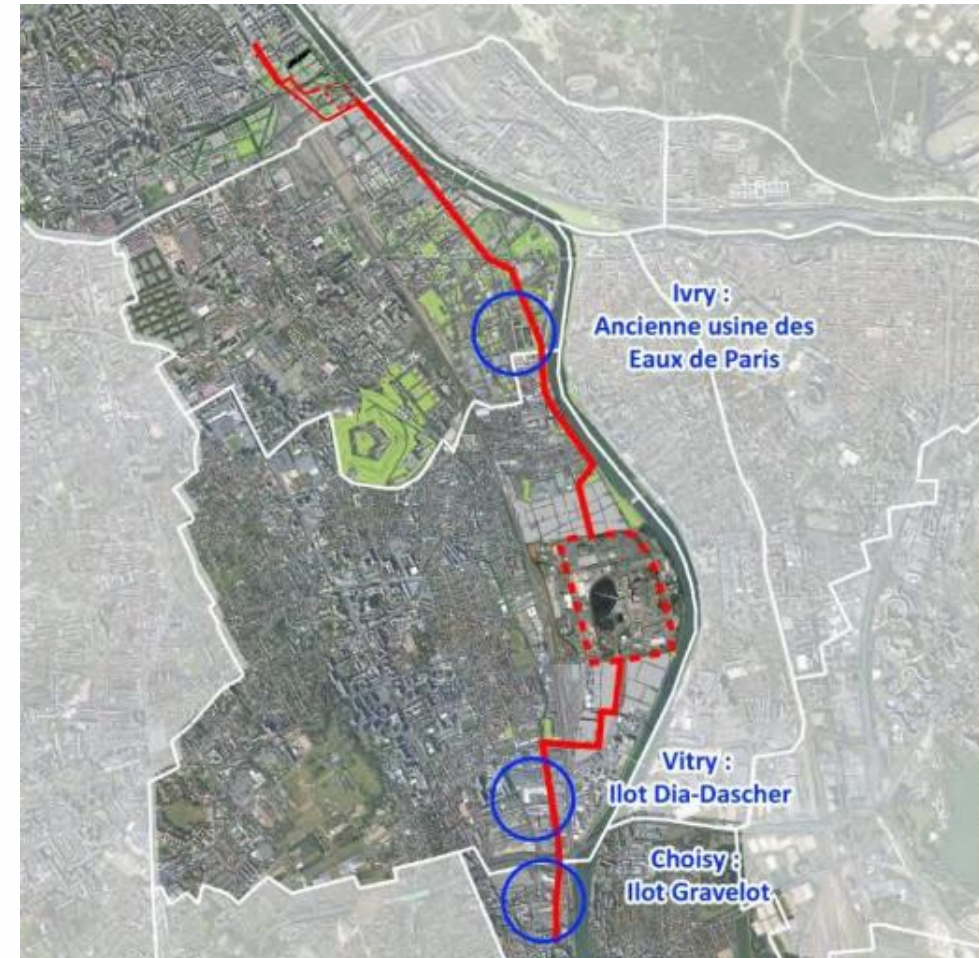 Ivry :
Ancienne usine des
Eaux de Paris
Vitry :
Ilot Dia-Dascher
Choisy :
Ilot Gravelot